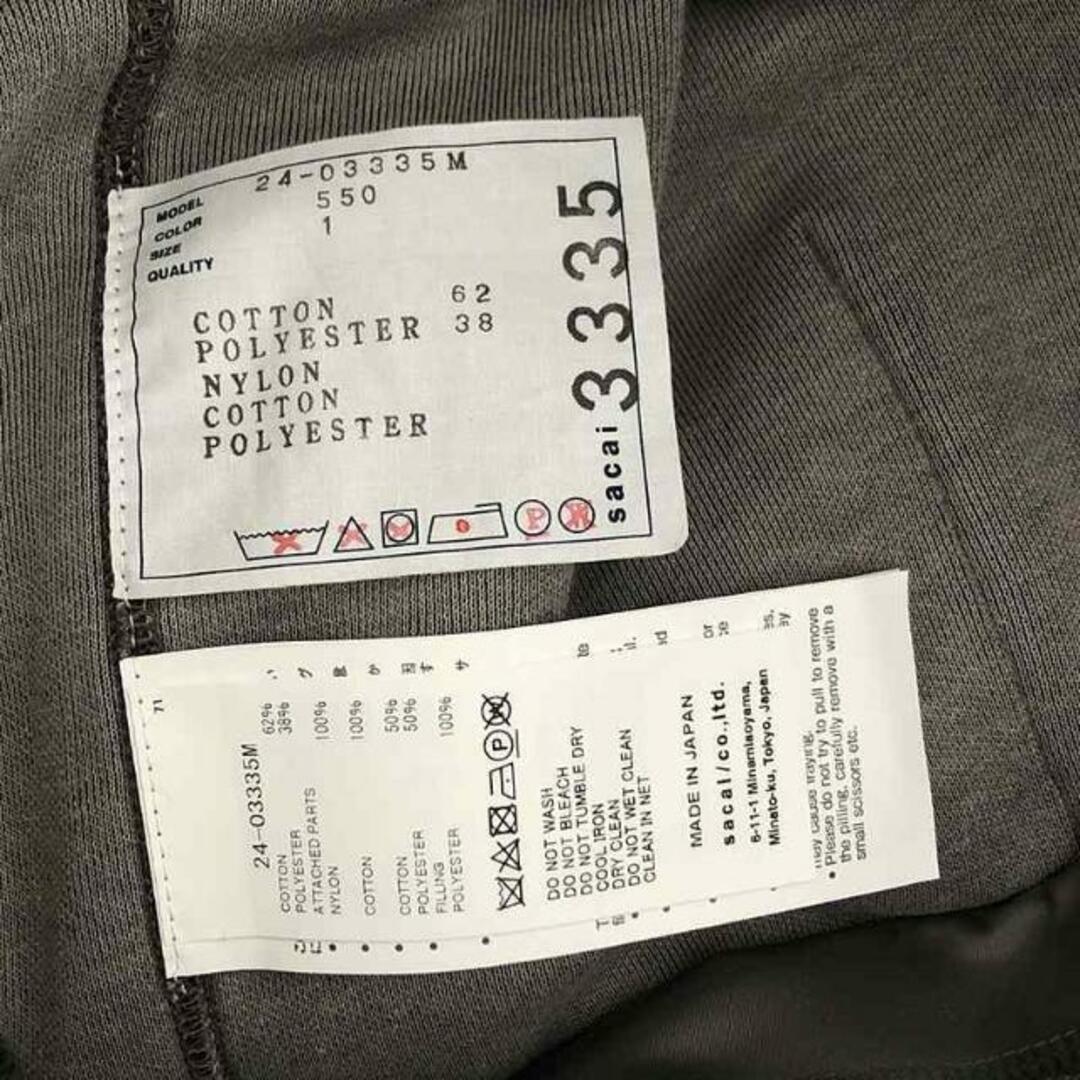 MODEL 24-03335M
COLOR 550
SIZE 1
QUALITY
COTTON 62
POLYESTER 38
NYLON
COTTON
POLYESTER
sacai 3335
P
71
24-03335M
COTTON 62%
POLYESTER 38%
ATTACHED PARTS
NYLON 100%
COTTON 100%
COTTON 50%
POLYESTER 50%
FILLING
POLYESTER 100%
P
DO NOT WASH
DO NOT BLEACH
DO NOT TUMBLE DRY
COOL IRON
DRY CLEAN
DO NOT WET CLEAN
CLEAN IN NET
MADE IN JAPAN
sacai/co.,ltd.
6-11-1 Minamiaoyama,
Minato-ku, Tokyo, Japan
may cause fraying.
• Please do not try to pull to remove
the pilling, carefully remove with a
small scissors etc.